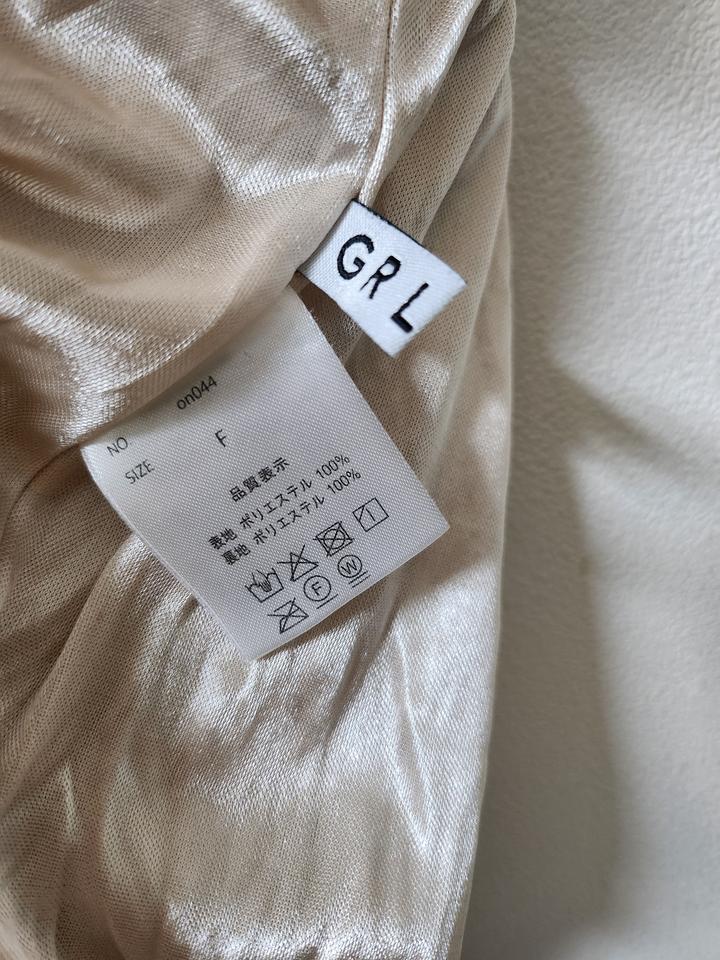 GRL
NO. on044
SIZE F
品質表示
表地 ポリエステル 100%
裏地 ポリエステル 100%
F W